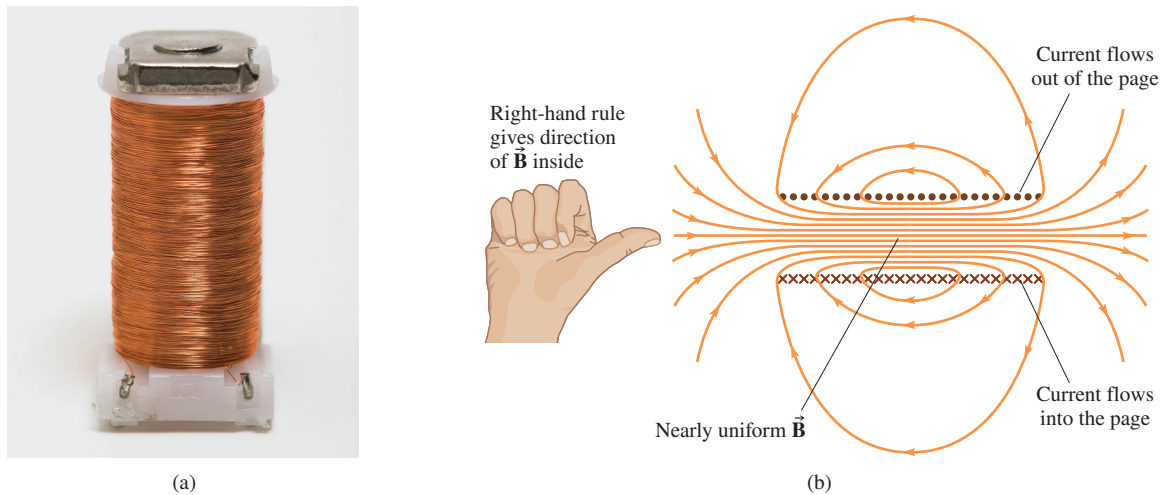 Right-hand rule
gives direction
of B⃗ inside
Current flows
out of the page
Nearly uniform B⃗
Current flows
into the page
(a)
(b)